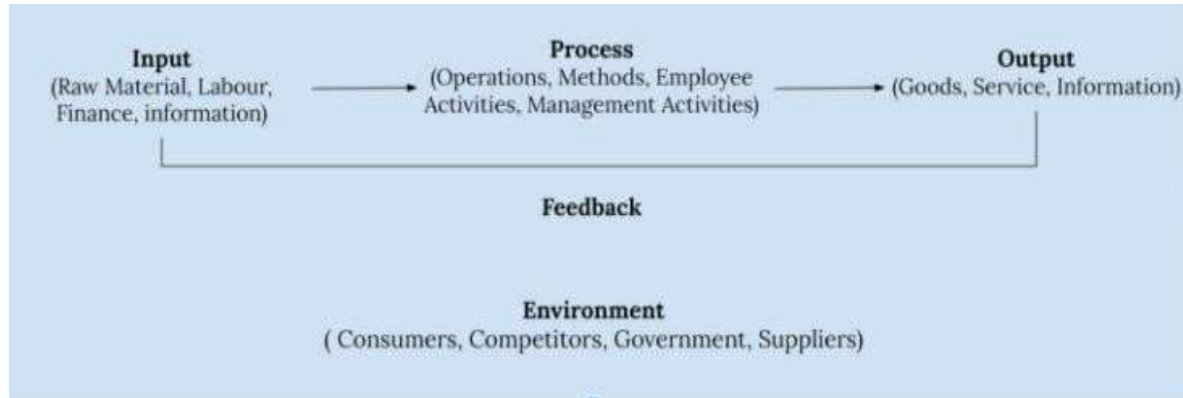 Input
(Raw Material, Labour,
Finance, information)
Process
(Operations, Methods, Employee
Activities, Management Activities)
Output
(Goods, Service, Information)
Feedback
Environment
( Consumers, Competitors, Government, Suppliers)